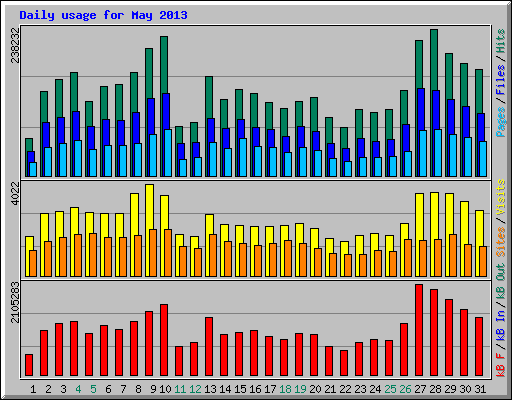 Daily usage for May 2013
238232
Pages / Files / Hits
4022
Sites / Visits
2105283
kB F / kB In / kB Out
1 2 3 4 5 6 7 8 9 10 11 12 13 14 15 16 17 18 19 20 21 22 23 24 25 26 27 28 29 30 31